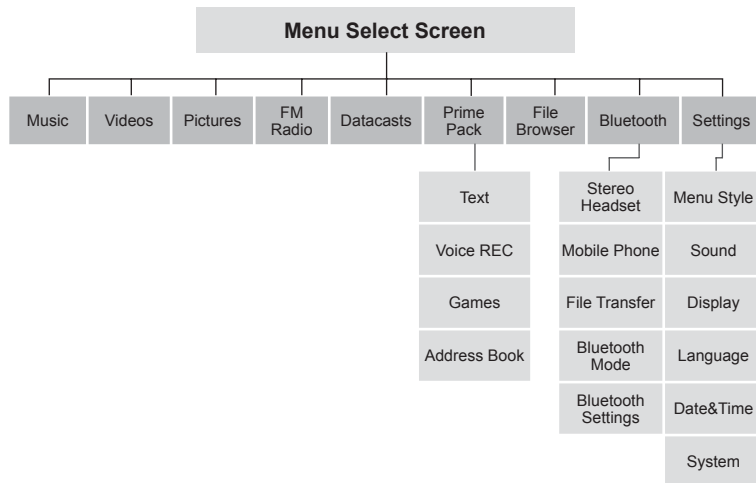 Menu Select Screen
Music
Videos
Pictures
FM
Radio
Datacasts
Prime
Pack
File
Browser
Bluetooth
Settings
Text
Voice REC
Games
Address Book
Stereo
Headset
Mobile Phone
File Transfer
Bluetooth
Mode
Bluetooth
Settings
Menu Style
Sound
Display
Language
Date&Time
System